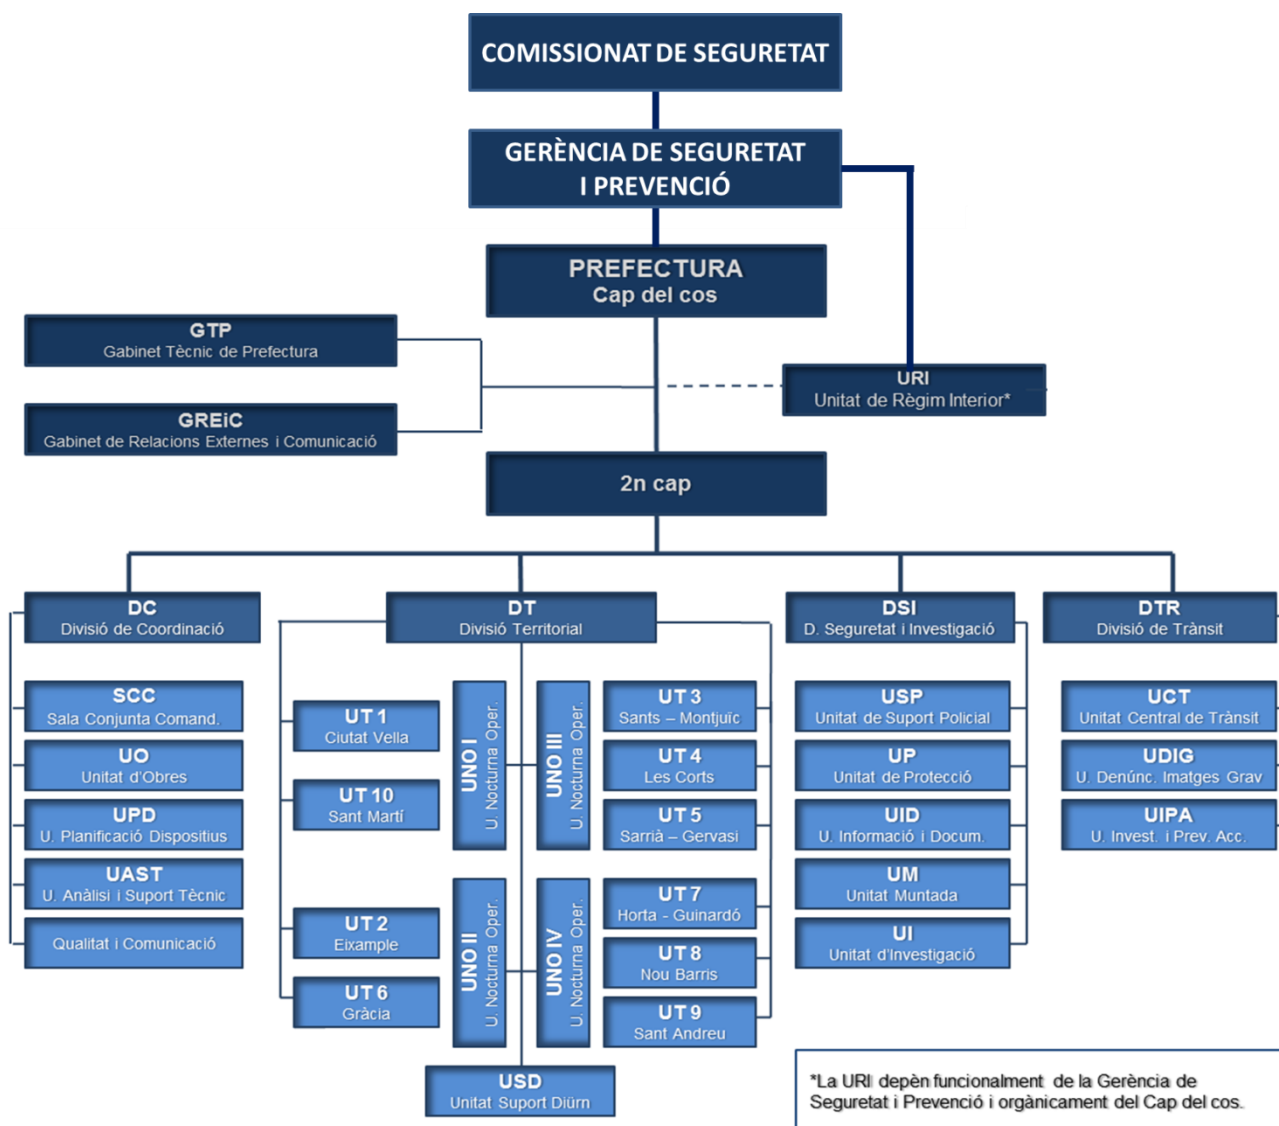 COMISSIONAT DE SEGURETAT
GERÈNCIA DE SEGURETAT
I PREVENCIÓ
PREFECTURA
Cap del cos
GTP
Gabinet Tècnic de Prefectura
URI
Unitat de Règim Interior*
GREiC
Gabinet de Relacions Externes i Comunicació
2n cap
DC
Divisió de Coordinació
SCC
Sala Conjunta Comand.
UO
Unitat d'Obres
UPD
U. Planificació Dispositius
UAST
U. Anàlisi i Suport Tècnic
Qualitat i Comunicació
DT
Divisió Territorial
UT 1
Ciutat Vella
UT 10
Sant Martí
UT 2
Eixample
UT 6
Gràcia
UNO I
U. Nocturna Oper.
UNO III
U. Nocturna Oper.
UNO II
U. Nocturna Oper.
UNO IV
U. Nocturna Oper.
UT 3
Sants – Montjuïc
UT 4
Les Corts
UT 5
Sarrià – Gervasi
UT 7
Horta - Guinardó
UT 8
Nou Barris
UT 9
Sant Andreu
USD
Unitat Suport Diürn
DSI
D. Seguretat i Investigació
USP
Unitat de Suport Policial
UP
Unitat de Protecció
UID
U. Informació i Docum.
UM
Unitat Muntada
UI
Unitat d'Investigació
DTR
Divisió de Trànsit
UCT
Unitat Central de Trànsit
UDIG
U. Denúnc. Imatges Grav
UIPA
U. Invest. i Prev. Acc.
*La URI depèn funcionalment de la Gerència de
Seguretat i Prevenció i orgànicament del Cap del cos.